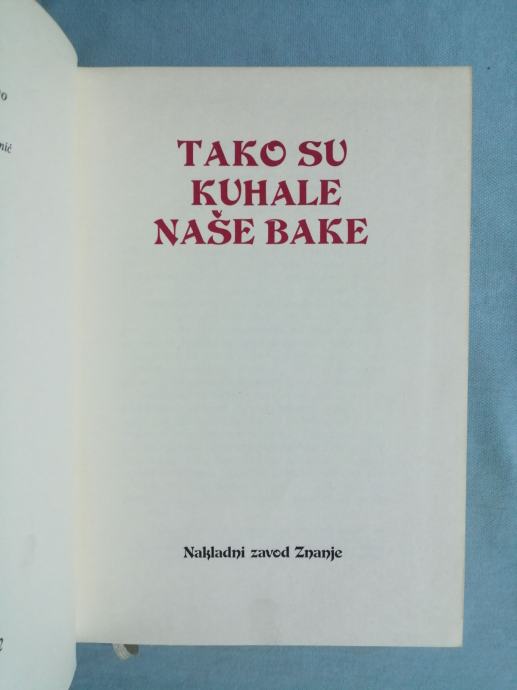 TAKO SU
KUHALE
NAŠE BAKE
Nakladni zavod Znanje